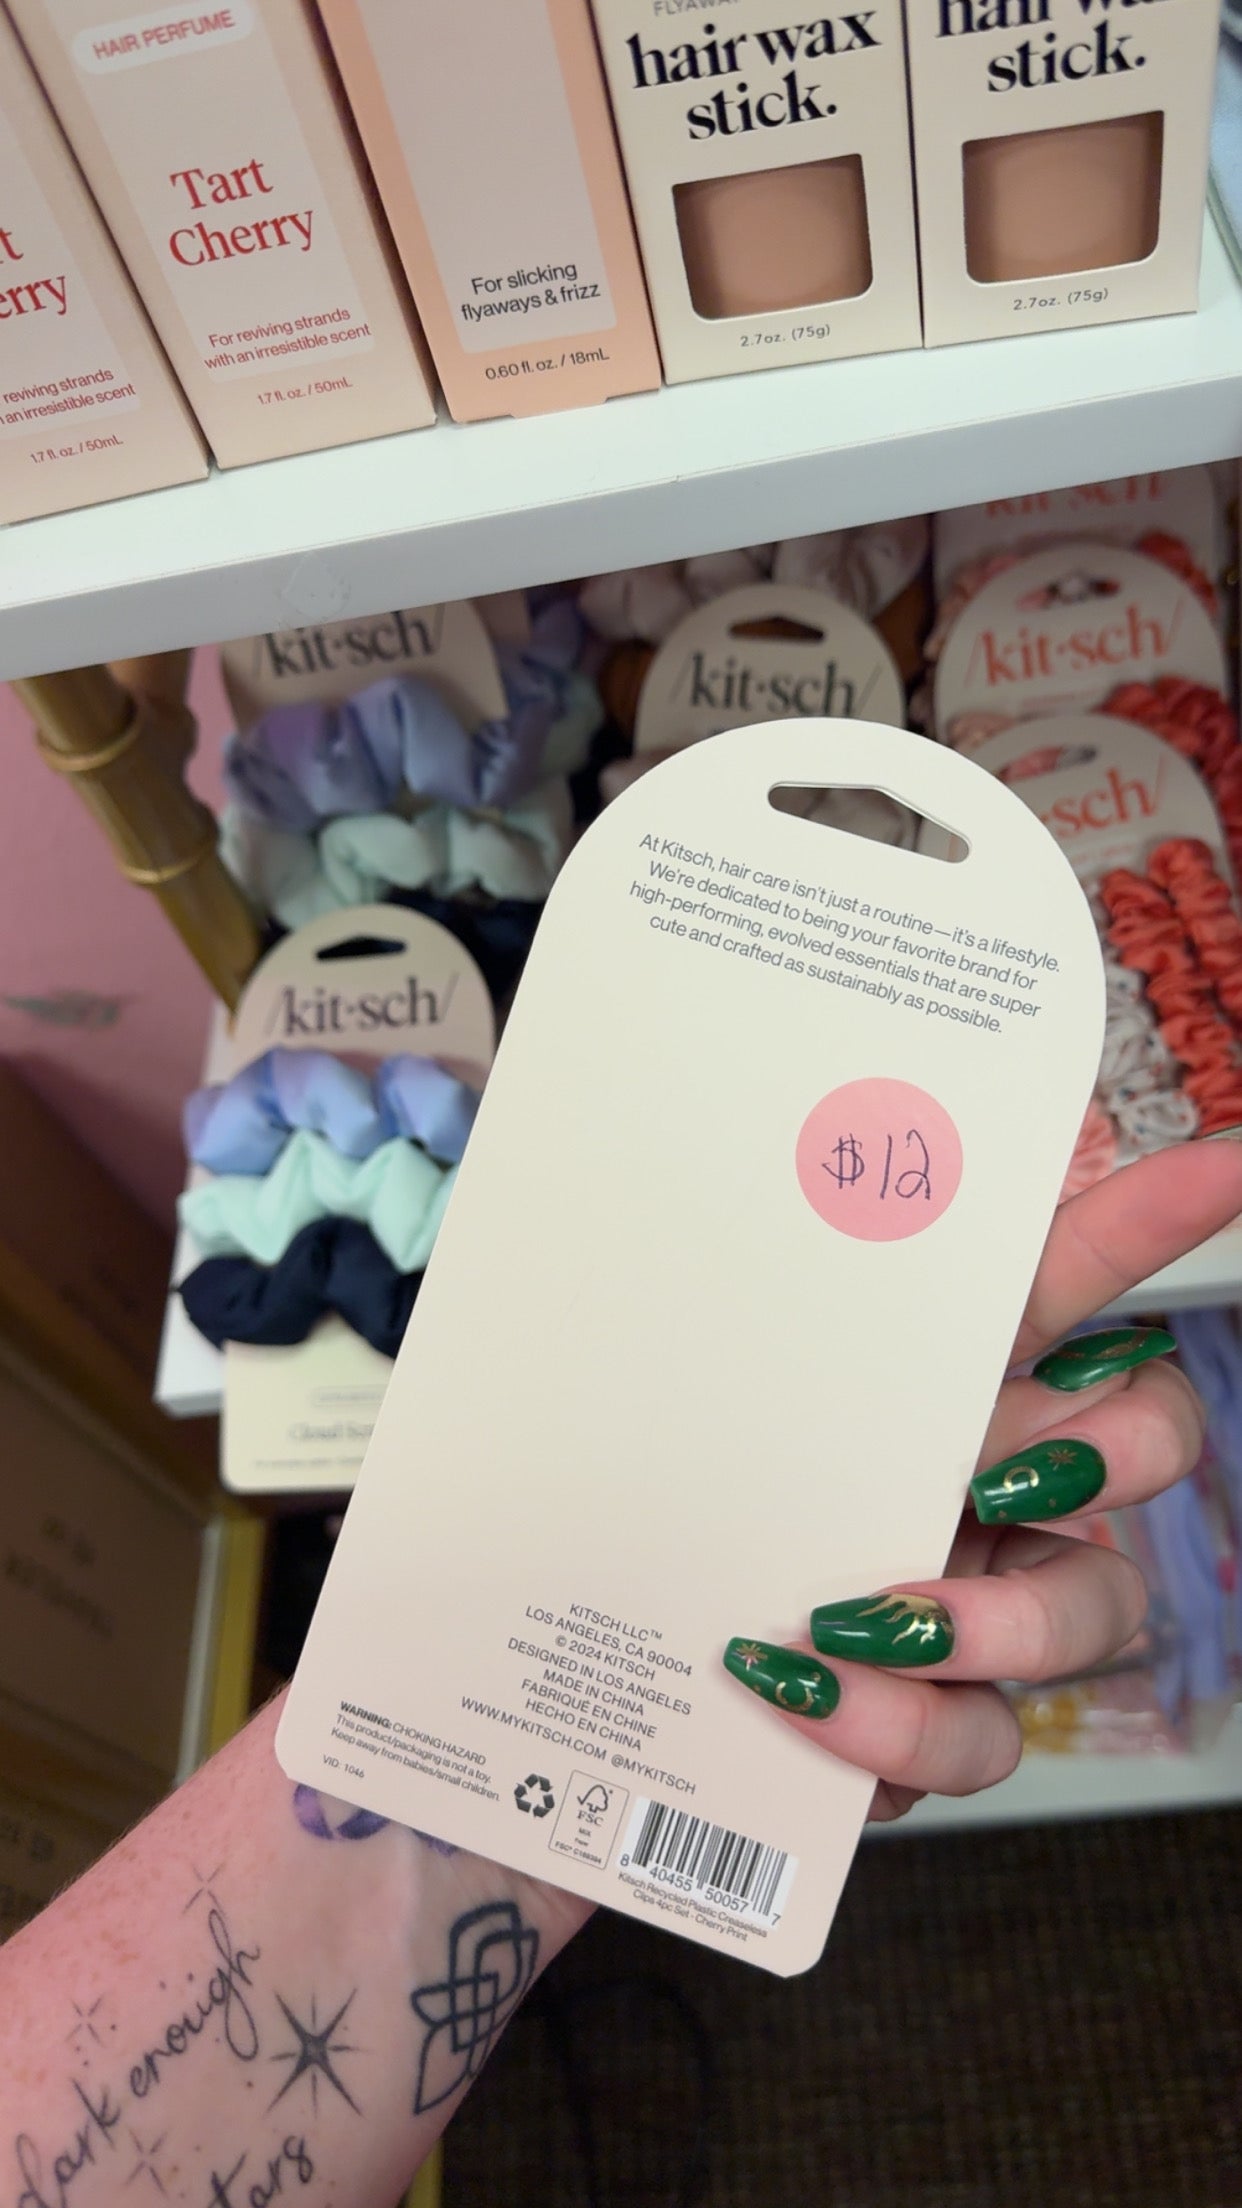 HAIR PERFUME
Tart
Cherry
For reviving strands
with an irresistible scent
1.7 fl. oz. / 50mL
erry
reviving strands
an irresistible scent
1.7 fl. oz. / 50mL
For slicking
flyaways & frizz
0.60 fl. oz. / 18mL
hair wax
stick.
2.7oz. (75g)
hair
stick.
2.7oz. (75g)
/kit·sch/
/kit·sch/
/kit·sch/
·sch/
/kit·sch/
At Kitsch, hair care isn't just a routine—it's a lifestyle.
We're dedicated to being your favorite brand for
high-performing, evolved essentials that are super
cute and crafted as sustainably as possible.
$12
KITSCH LLC™
LOS ANGELES, CA 90004
© 2024 KITSCH
DESIGNED IN LOS ANGELES
MADE IN CHINA
FABRIQUÉ EN CHINE
HECHO EN CHINA
WWW.MYKITSCH.COM @MYKITSCH
WARNING: CHOKING HAZARD
This product/packaging is not a toy.
Keep away from babies/small children.
VID: 1046
FSC
MIX
Paper
FSC® C188394
8 40455 50057 7
Kitsch Recycled Plastic Creaseless
Clips 4pc Set - Cherry Print
dark enough
stars